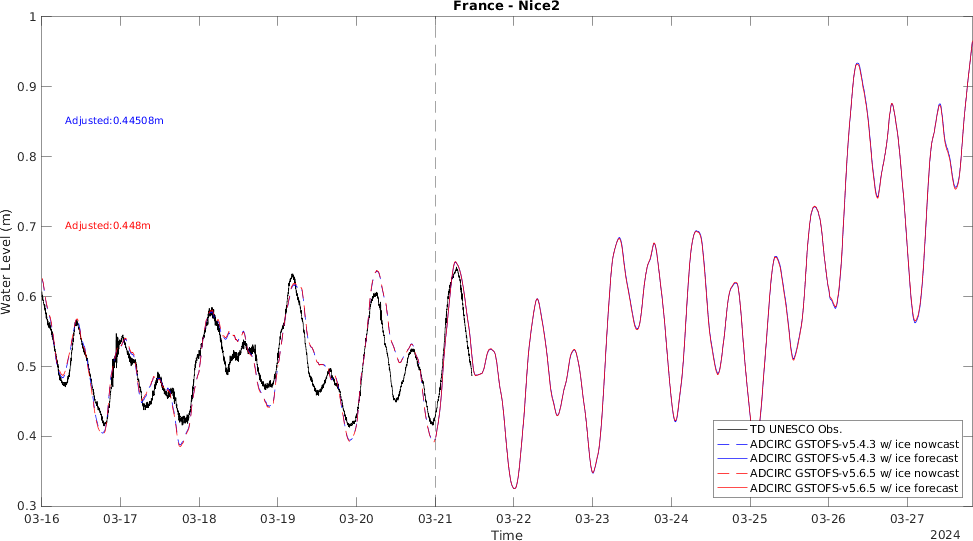 France - Nice2
Water Level (m)
1
0.9
0.8
0.7
0.6
0.5
0.4
0.3
Adjusted:0.44508m
Adjusted:0.448m
TD UNESCO Obs.
ADCIRC GSTOFS-v5.4.3 w/ ice nowcast
ADCIRC GSTOFS-v5.4.3 w/ ice forecast
ADCIRC GSTOFS-v5.6.5 w/ ice nowcast
ADCIRC GSTOFS-v5.6.5 w/ ice forecast
03-16 03-17 03-18 03-19 03-20 03-21 03-22 03-23 03-24 03-25 03-26 03-27
Time
2024